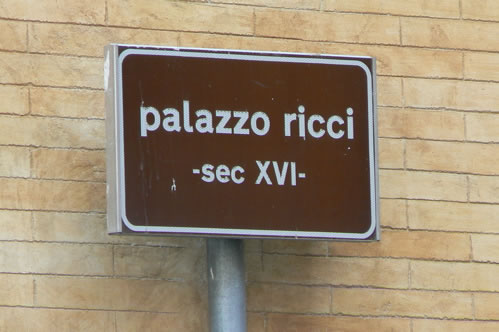 palazzo ricci
-sec XVI-